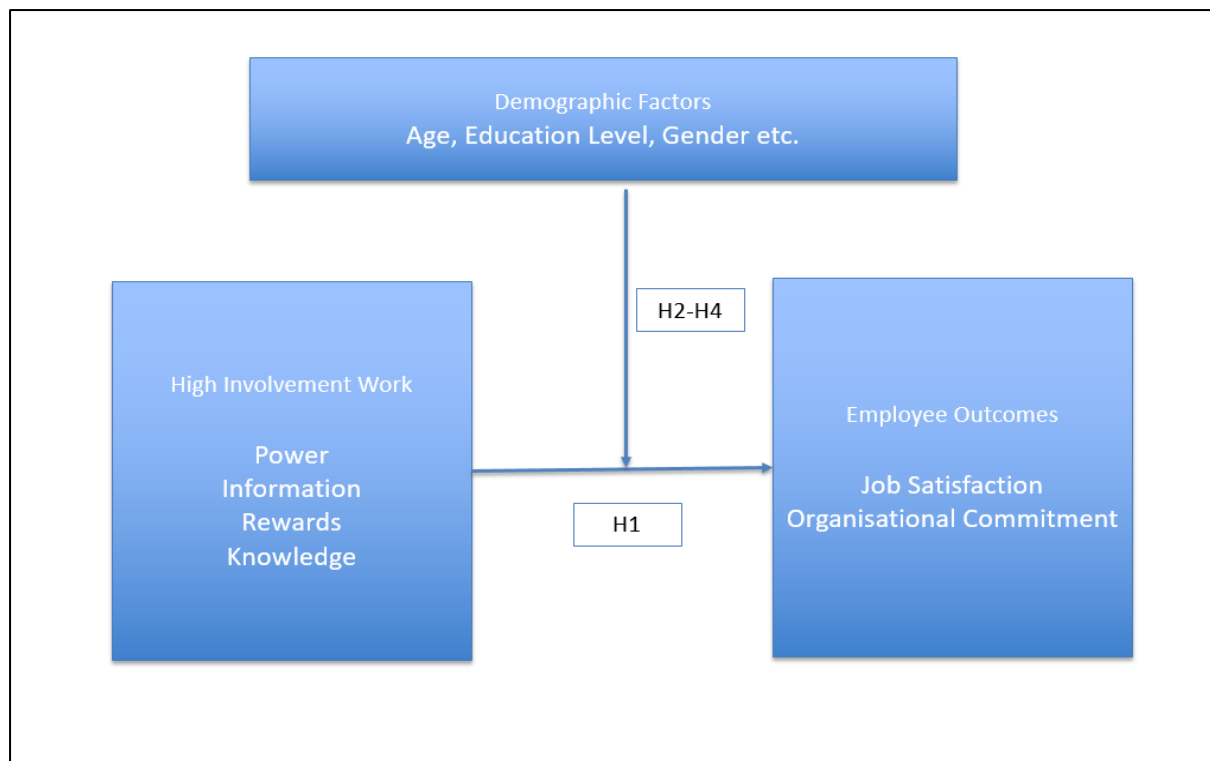 Demographic Factors
Age, Education Level, Gender etc.
H2-H4
High Involvement Work
Power
Information
Rewards
Knowledge
H1
Employee Outcomes
Job Satisfaction
Organisational Commitment